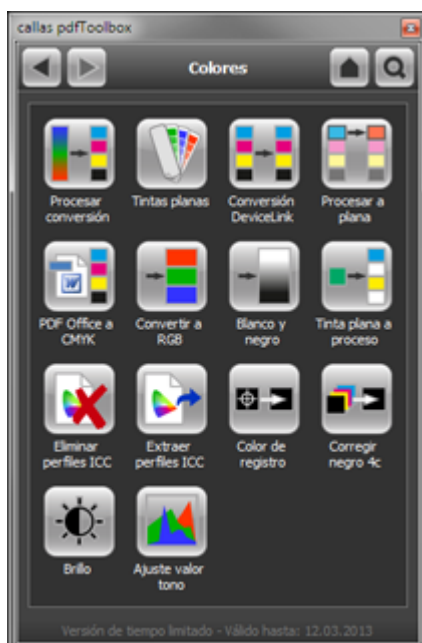 callas pdfToolbox
Colores
Procesar
conversión
Tintas planas
Conversión
DeviceLink
Procesar a
plana
PDF Office a
CMYK
Convertir a
RGB
Blanco y
negro
Tinta plana a
proceso
Eliminar
perfiles ICC
Extraer
perfiles ICC
Color de
registro
Corregir
negro 4c
Brillo
Ajuste valor
tono
Versión de tiempo limitado - Válido hasta: 12.03.2013